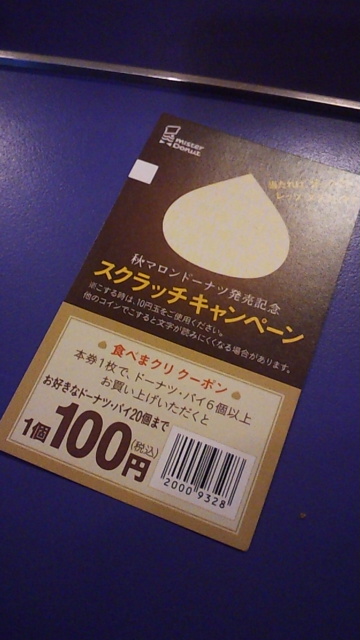 mister
Donut
当たれば、
秋マロンドーナツ発売記念
スクラッチキャンペーン
※こする時は、10円玉をご使用ください。
他のコインでこすると文字が読みにくくなる場合があります。
食べまクリクーポン
本券1枚で、ドーナツ・パイ6個以上
お買い上げいただくと
お好きなドーナツ・パイ20個まで
1個100円(税込)
2000 9328